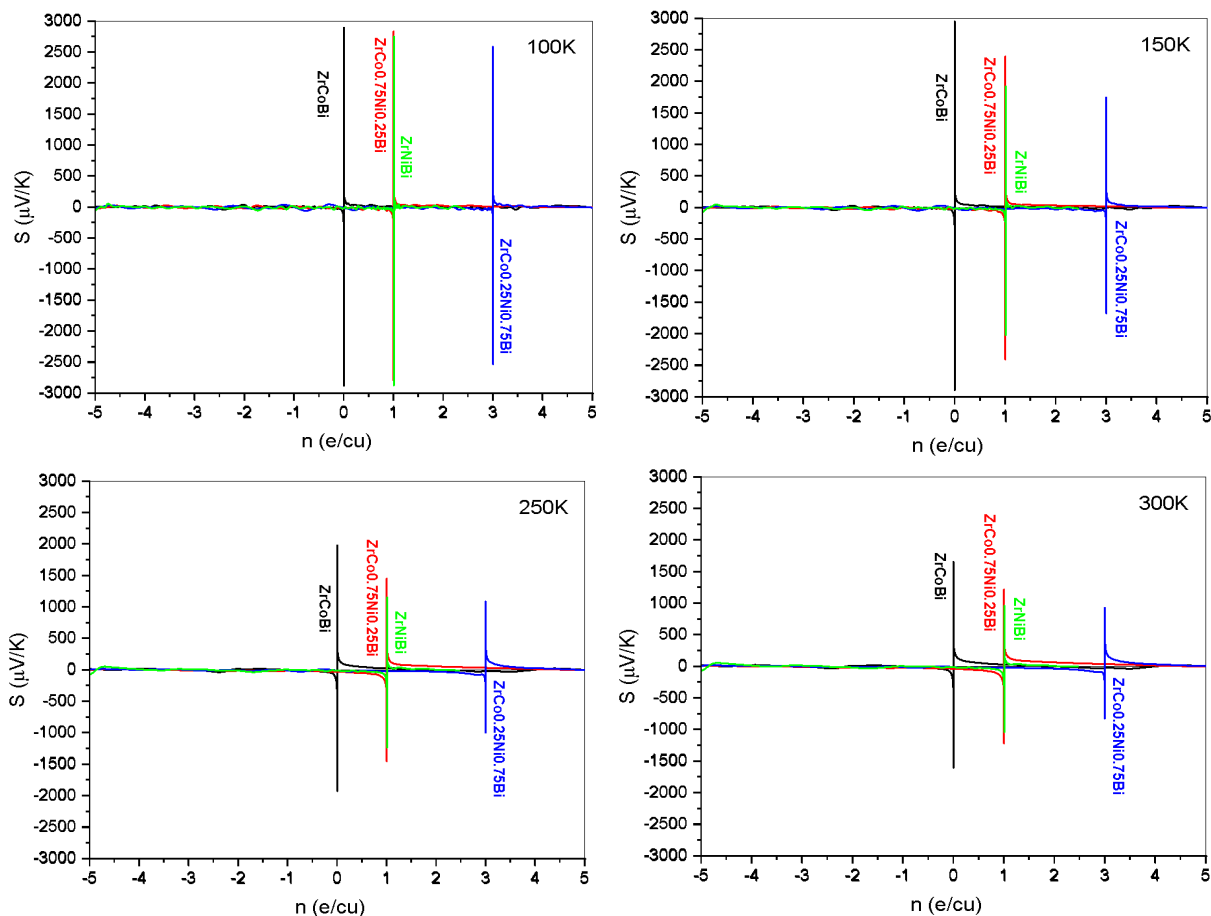 3000
2500
2000
1500
1000
500
0
-500
-1000
-1500
-2000
-2500
-3000
S (μV/K)
ZrCoBi
ZrCo0.75Ni0.25Bi
ZrNiBi
ZrCo0.25Ni0.75Bi
100K
-5 -4 -3 -2 -1 0 1 2 3 4 5
n (e/cu)
3000
2500
2000
1500
1000
500
0
-500
-1000
-1500
-2000
-2500
-3000
S (μV/K)
ZrCoBi
ZrCo0.75Ni0.25Bi
ZrNiBi
ZrCo0.25Ni0.75Bi
150K
-5 -4 -3 -2 -1 0 1 2 3 4 5
n (e/cu)
3000
2500
2000
1500
1000
500
0
-500
-1000
-1500
-2000
-2500
-3000
S (μV/K)
ZrCoBi
ZrCo0.75Ni0.25Bi
ZrNiBi
ZrCo0.25Ni0.75Bi
250K
-5 -4 -3 -2 -1 0 1 2 3 4 5
n (e/cu)
3000
2500
2000
1500
1000
500
0
-500
-1000
-1500
-2000
-2500
-3000
S (μV/K)
ZrCoBi
ZrCo0.75Ni0.25Bi
ZrNiBi
ZrCo0.25Ni0.75Bi
300K
-5 -4 -3 -2 -1 0 1 2 3 4 5
n (e/cu)